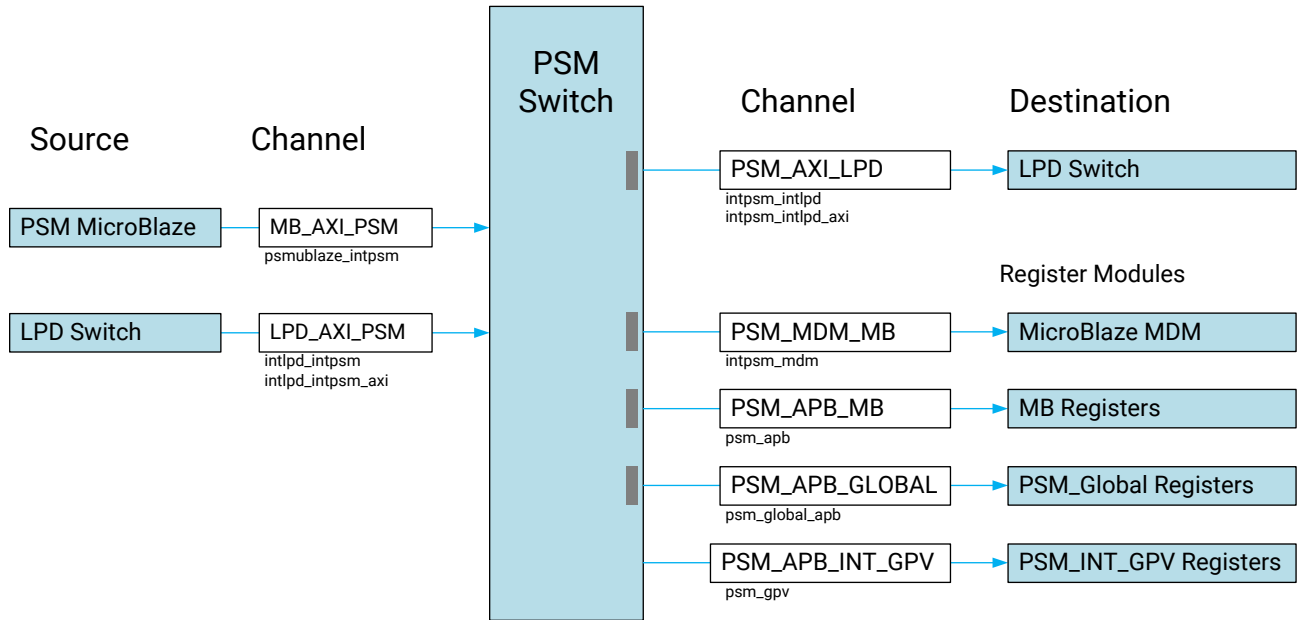 PSM
Switch
Source
Channel
Channel
Destination
PSM MicroBlaze
MB_AXI_PSM
psmublaze_intpsm
LPD Switch
LPD_AXI_PSM
intlpd_intpsm
intlpd_intpsm_axi
PSM_AXI_LPD
intpsm_intlpd
intpsm_intlpd_axi
LPD Switch
Register Modules
PSM_MDM_MB
intpsm_mdm
MicroBlaze MDM
PSM_APB_MB
psm_apb
MB Registers
PSM_APB_GLOBAL
psm_global_apb
PSM_Global Registers
PSM_APB_INT_GPV
psm_gpv
PSM_INT_GPV Registers